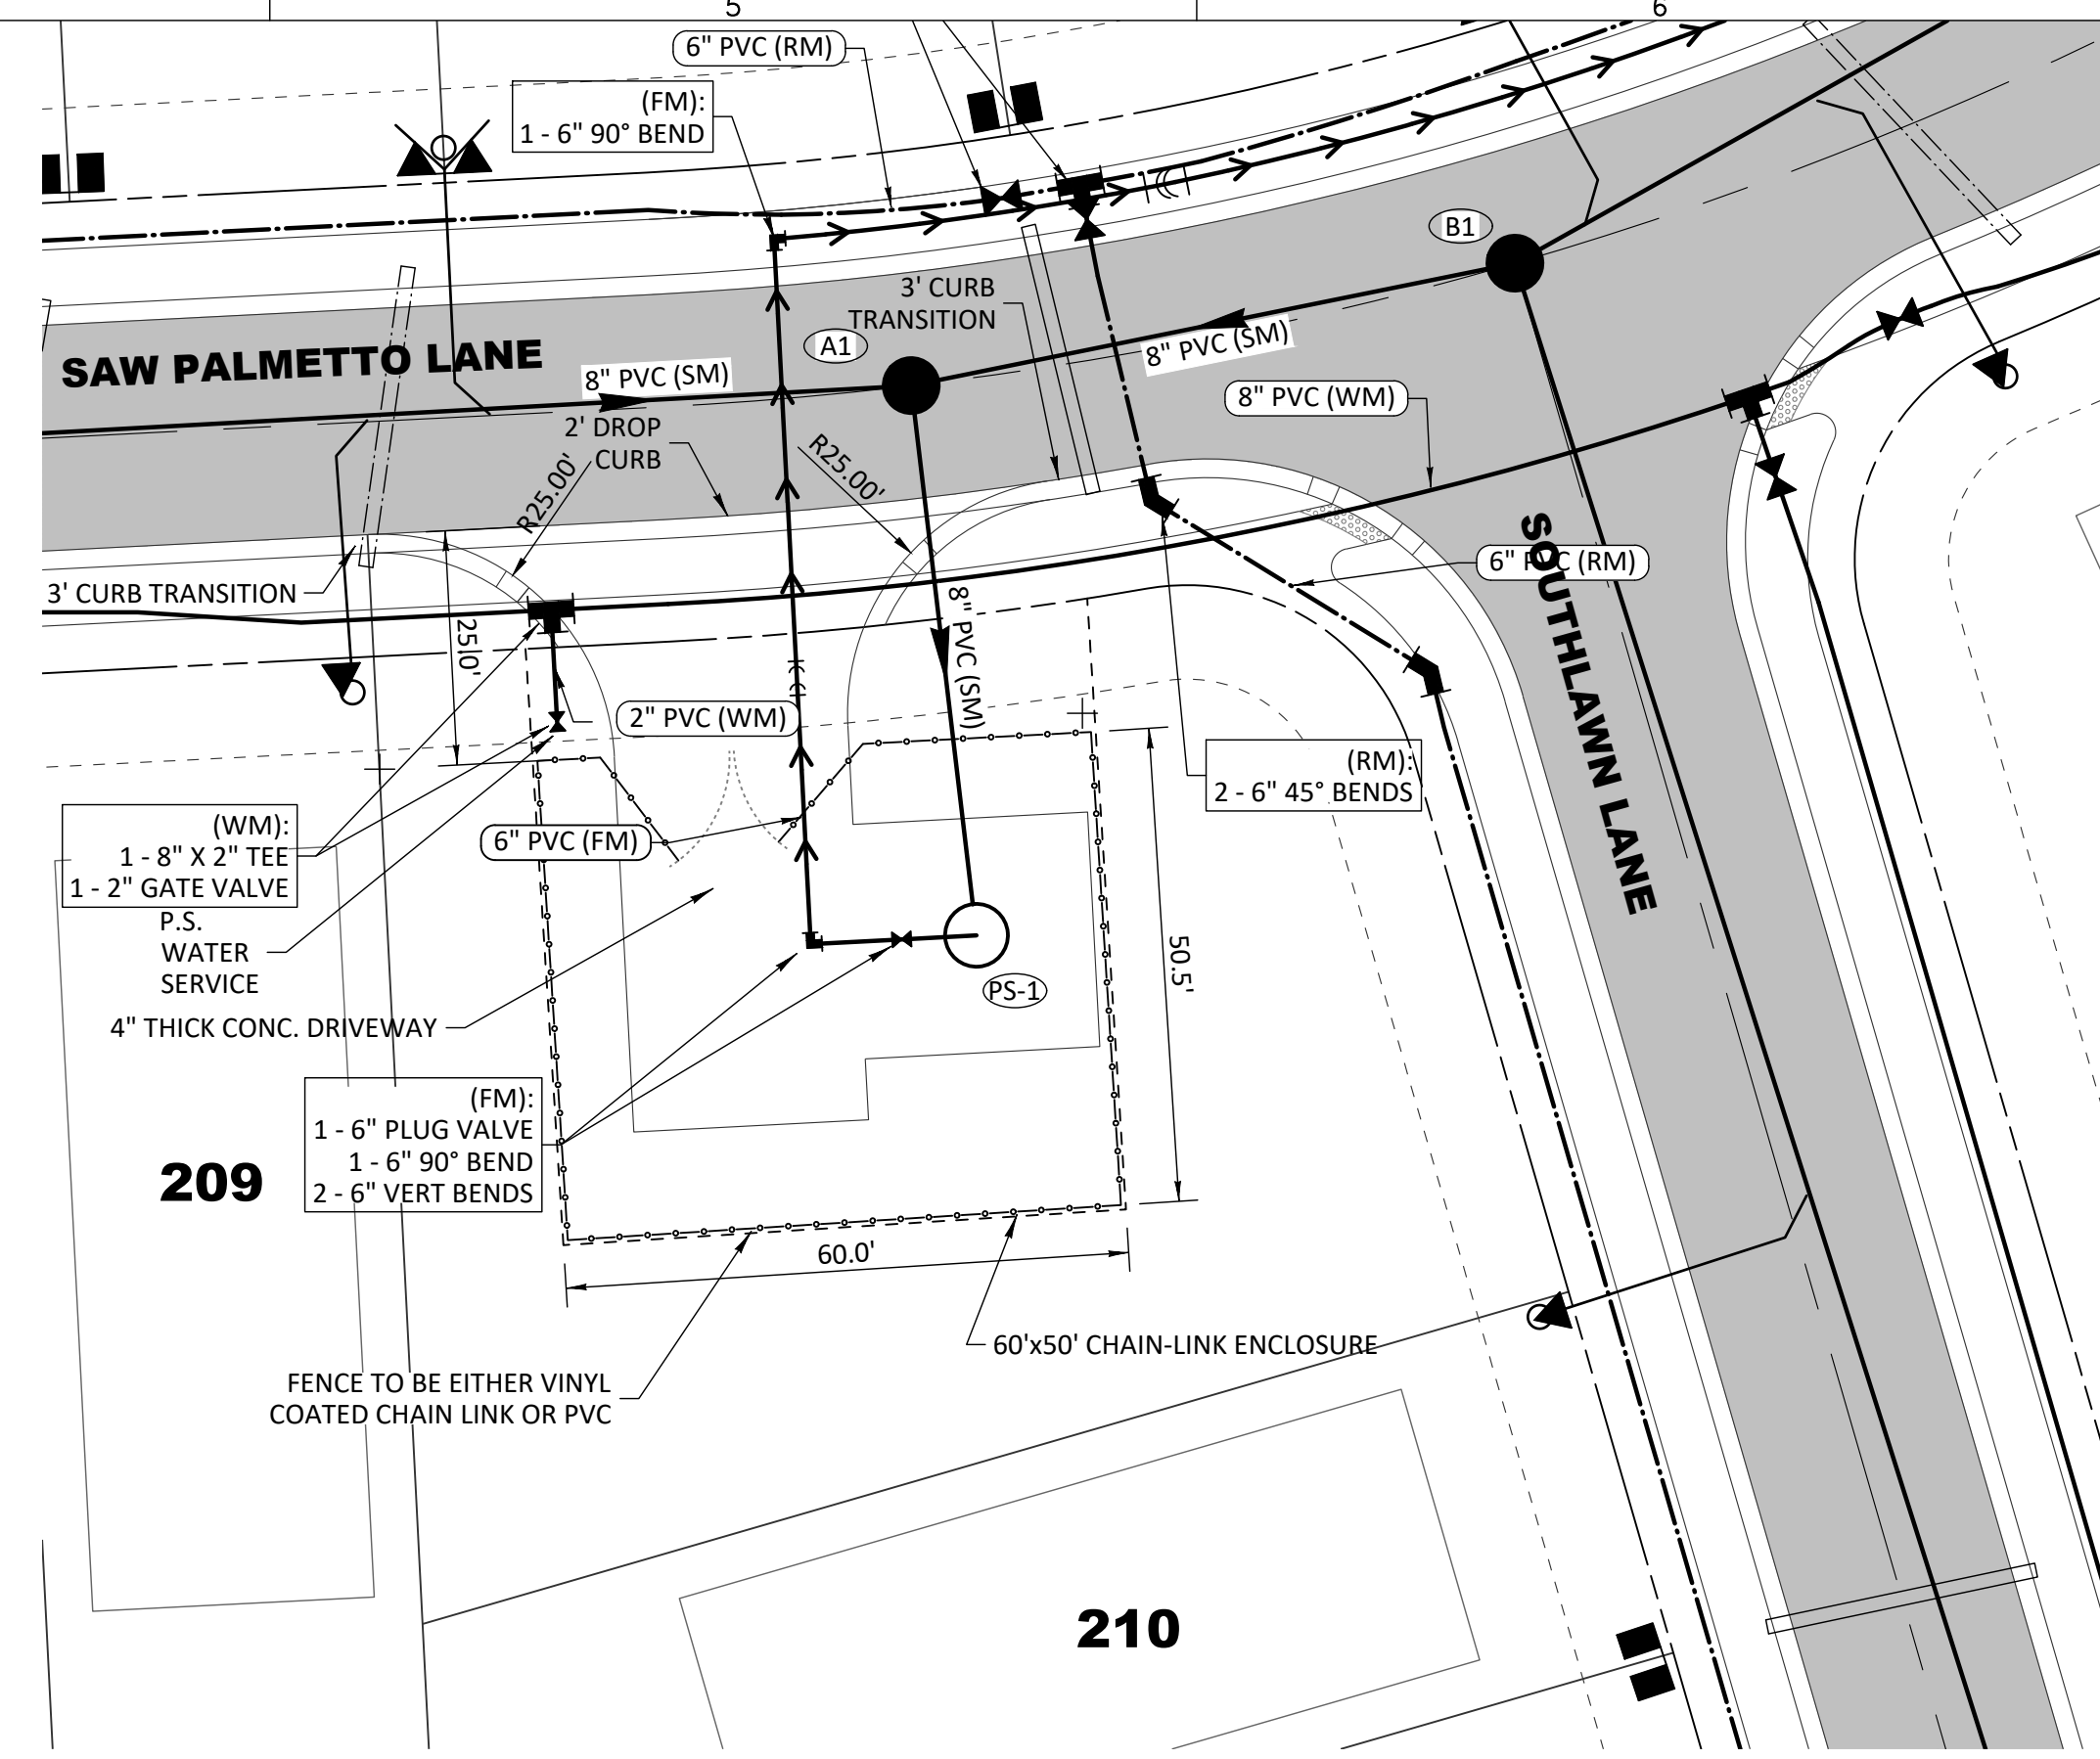 5
6
6" PVC (RM)
(FM):
1 - 6" 90° BEND
B1
3' CURB
TRANSITION
A1
SAW PALMETTO LANE
8" PVC (SM)
8" PVC (SM)
8" PVC (WM)
2' DROP
CURB
R25.00'
R25.00'
3' CURB TRANSITION
6" PVC (RM)
SOUTHLAWN LANE
8" PVC (SM)
2" PVC (WM)
(RM):
2 - 6" 45° BENDS
(WM):
1 - 8" X 2" TEE
1 - 2" GATE VALVE
6" PVC (FM)
P.S.
WATER
SERVICE
50.5'
PS-1
4" THICK CONC. DRIVEWAY
(FM):
1 - 6" PLUG VALVE
1 - 6" 90° BEND
2 - 6" VERT BENDS
209
60.0'
60'x50' CHAIN-LINK ENCLOSURE
FENCE TO BE EITHER VINYL
COATED CHAIN LINK OR PVC
210